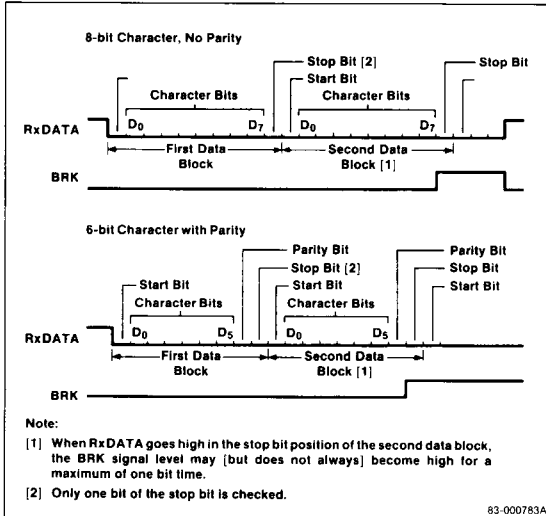 8-bit Character, No Parity
Stop Bit [2]
Stop Bit
Start Bit
Character Bits
Character Bits
D0
D7
D0
D7
RxDATA
First Data
Block
Second Data
Block [1]
BRK
6-bit Character with Parity
Parity Bit
Parity Bit
Stop Bit [2]
Stop Bit
Start Bit
Start Bit
Start Bit
Character Bits
Character Bits
D0
D5
D0
D5
RxDATA
First Data
Block
Second Data
Block [1]
BRK
Note:
[1] When RxDATA goes high in the stop bit position of the second data block,
the BRK signal level may [but does not always] become high for a
maximum of one bit time.
[2] Only one bit of the stop bit is checked.
83-000783A